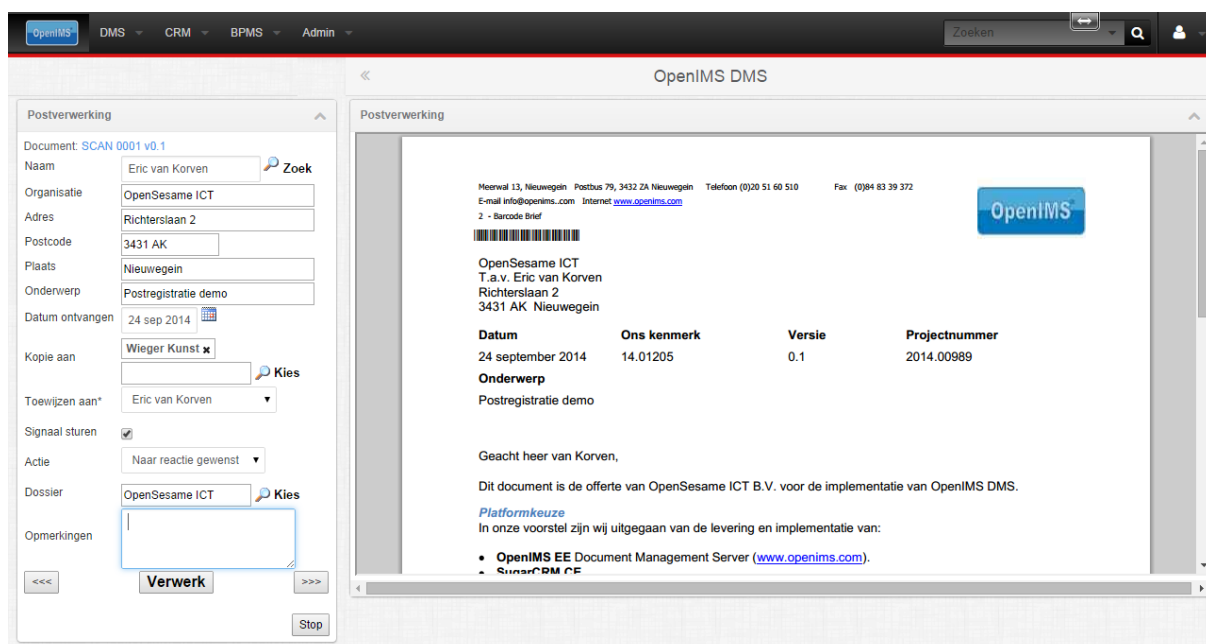 OpenIMS DMS CRM BPMS Admin Zoeken
OpenIMS DMS
Postverwerking
Document: SCAN 0001 v0.1
Naam Eric van Korven Zoek
Organisatie OpenSesame ICT
Adres Richterslaan 2
Postcode 3431 AK
Plaats Nieuwegein
Onderwerp Postregistratie demo
Datum ontvangen 24 sep 2014
Kopie aan Wieger Kunst x
Kies
Toewijzen aan* Eric van Korven
Signaal sturen
Actie Naar reactie gewenst
Dossier OpenSesame ICT Kies
Opmerkingen
<<< Verwerk >>>
Stop
Postverwerking
Meerwal 13, Nieuwegein Postbus 79, 3432 ZA Nieuwegein Telefoon (0)20 51 60 510 Fax (0)84 83 39 372
E-mail info@openims..com Internet www.openims.com
2 - Barcode Brief
OpenIMS
OpenSesame ICT
T.a.v. Eric van Korven
Richterslaan 2
3431 AK Nieuwegein
Datum Ons kenmerk Versie Projectnummer
24 september 2014 14.01205 0.1 2014.00989
Onderwerp
Postregistratie demo
Geacht heer van Korven,
Dit document is de offerte van OpenSesame ICT B.V. voor de implementatie van OpenIMS DMS.
Platformkeuze
In onze voorstel zijn wij uitgegaan van de levering en implementatie van:
• OpenIMS EE Document Management Server (www.openims.com).
• SugarCRM CE